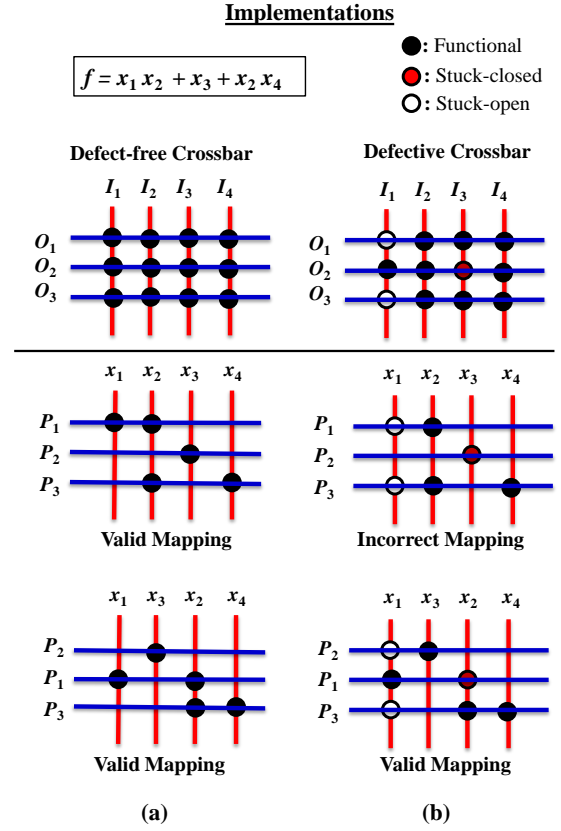 Implementations
f = x1 x2 + x3 + x2 x4
: Functional
: Stuck-closed
: Stuck-open
Defect-free Crossbar
Defective Crossbar
I1 I2 I3 I4
I1 I2 I3 I4
O1
O2
O3
O1
O2
O3
x1 x2 x3 x4
x1 x2 x3 x4
P1
P2
P3
P1
P2
P3
Valid Mapping
Incorrect Mapping
x1 x3 x2 x4
x1 x3 x2 x4
P2
P1
P3
P2
P1
P3
Valid Mapping
Valid Mapping
(a)
(b)